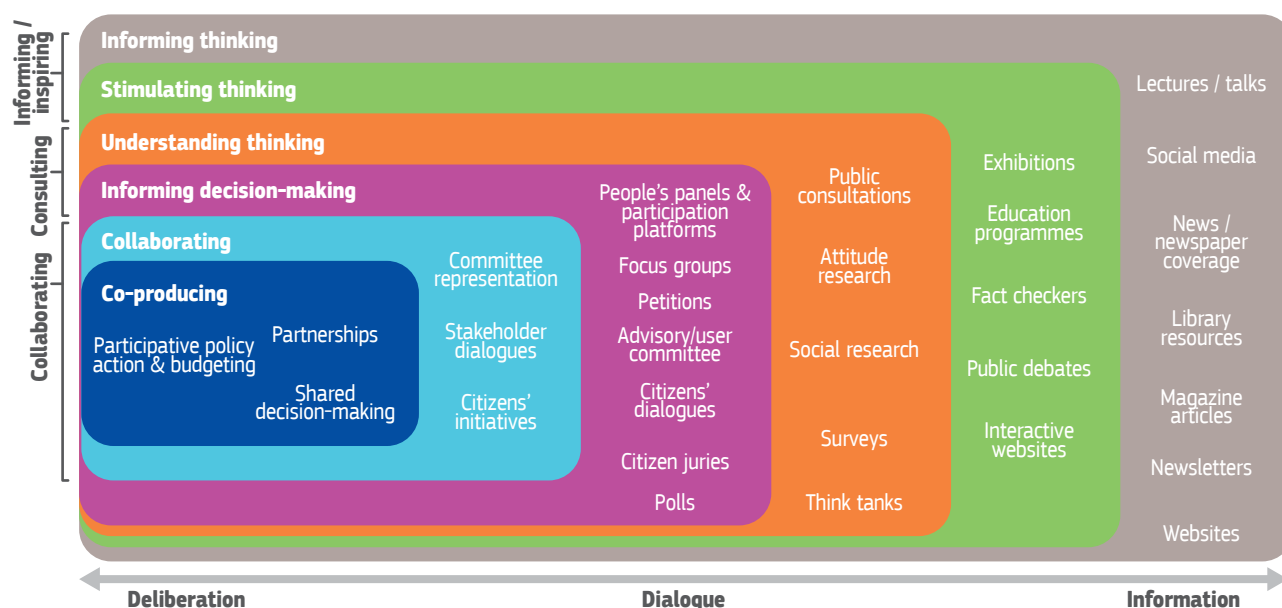 Informing /
inspiring
Consulting
Collaborating
Informing thinking
Lectures / talks
Social media
News /
newspaper
coverage
Library
resources
Magazine
articles
Newsletters
Websites
Stimulating thinking
Exhibitions
Education
programmes
Fact checkers
Public debates
Interactive
websites
Understanding thinking
Public
consultations
Attitude
research
Social research
Surveys
Think tanks
Informing decision-making
People’s panels &
participation
platforms
Focus groups
Petitions
Advisory/user
committee
Citizens’
dialogues
Citizen juries
Polls
Collaborating
Committee
representation
Stakeholder
dialogues
Citizens’
initiatives
Co-producing
Participative policy
action & budgeting
Partnerships
Shared
decision-making
Deliberation
Dialogue
Information